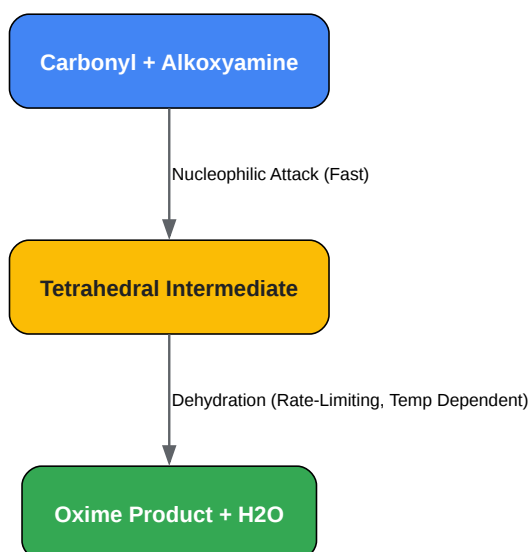 Carbonyl + Alkoxyamine
Nucleophilic Attack (Fast)
Tetrahedral Intermediate
Dehydration (Rate-Limiting, Temp Dependent)
Oxime Product + H2O